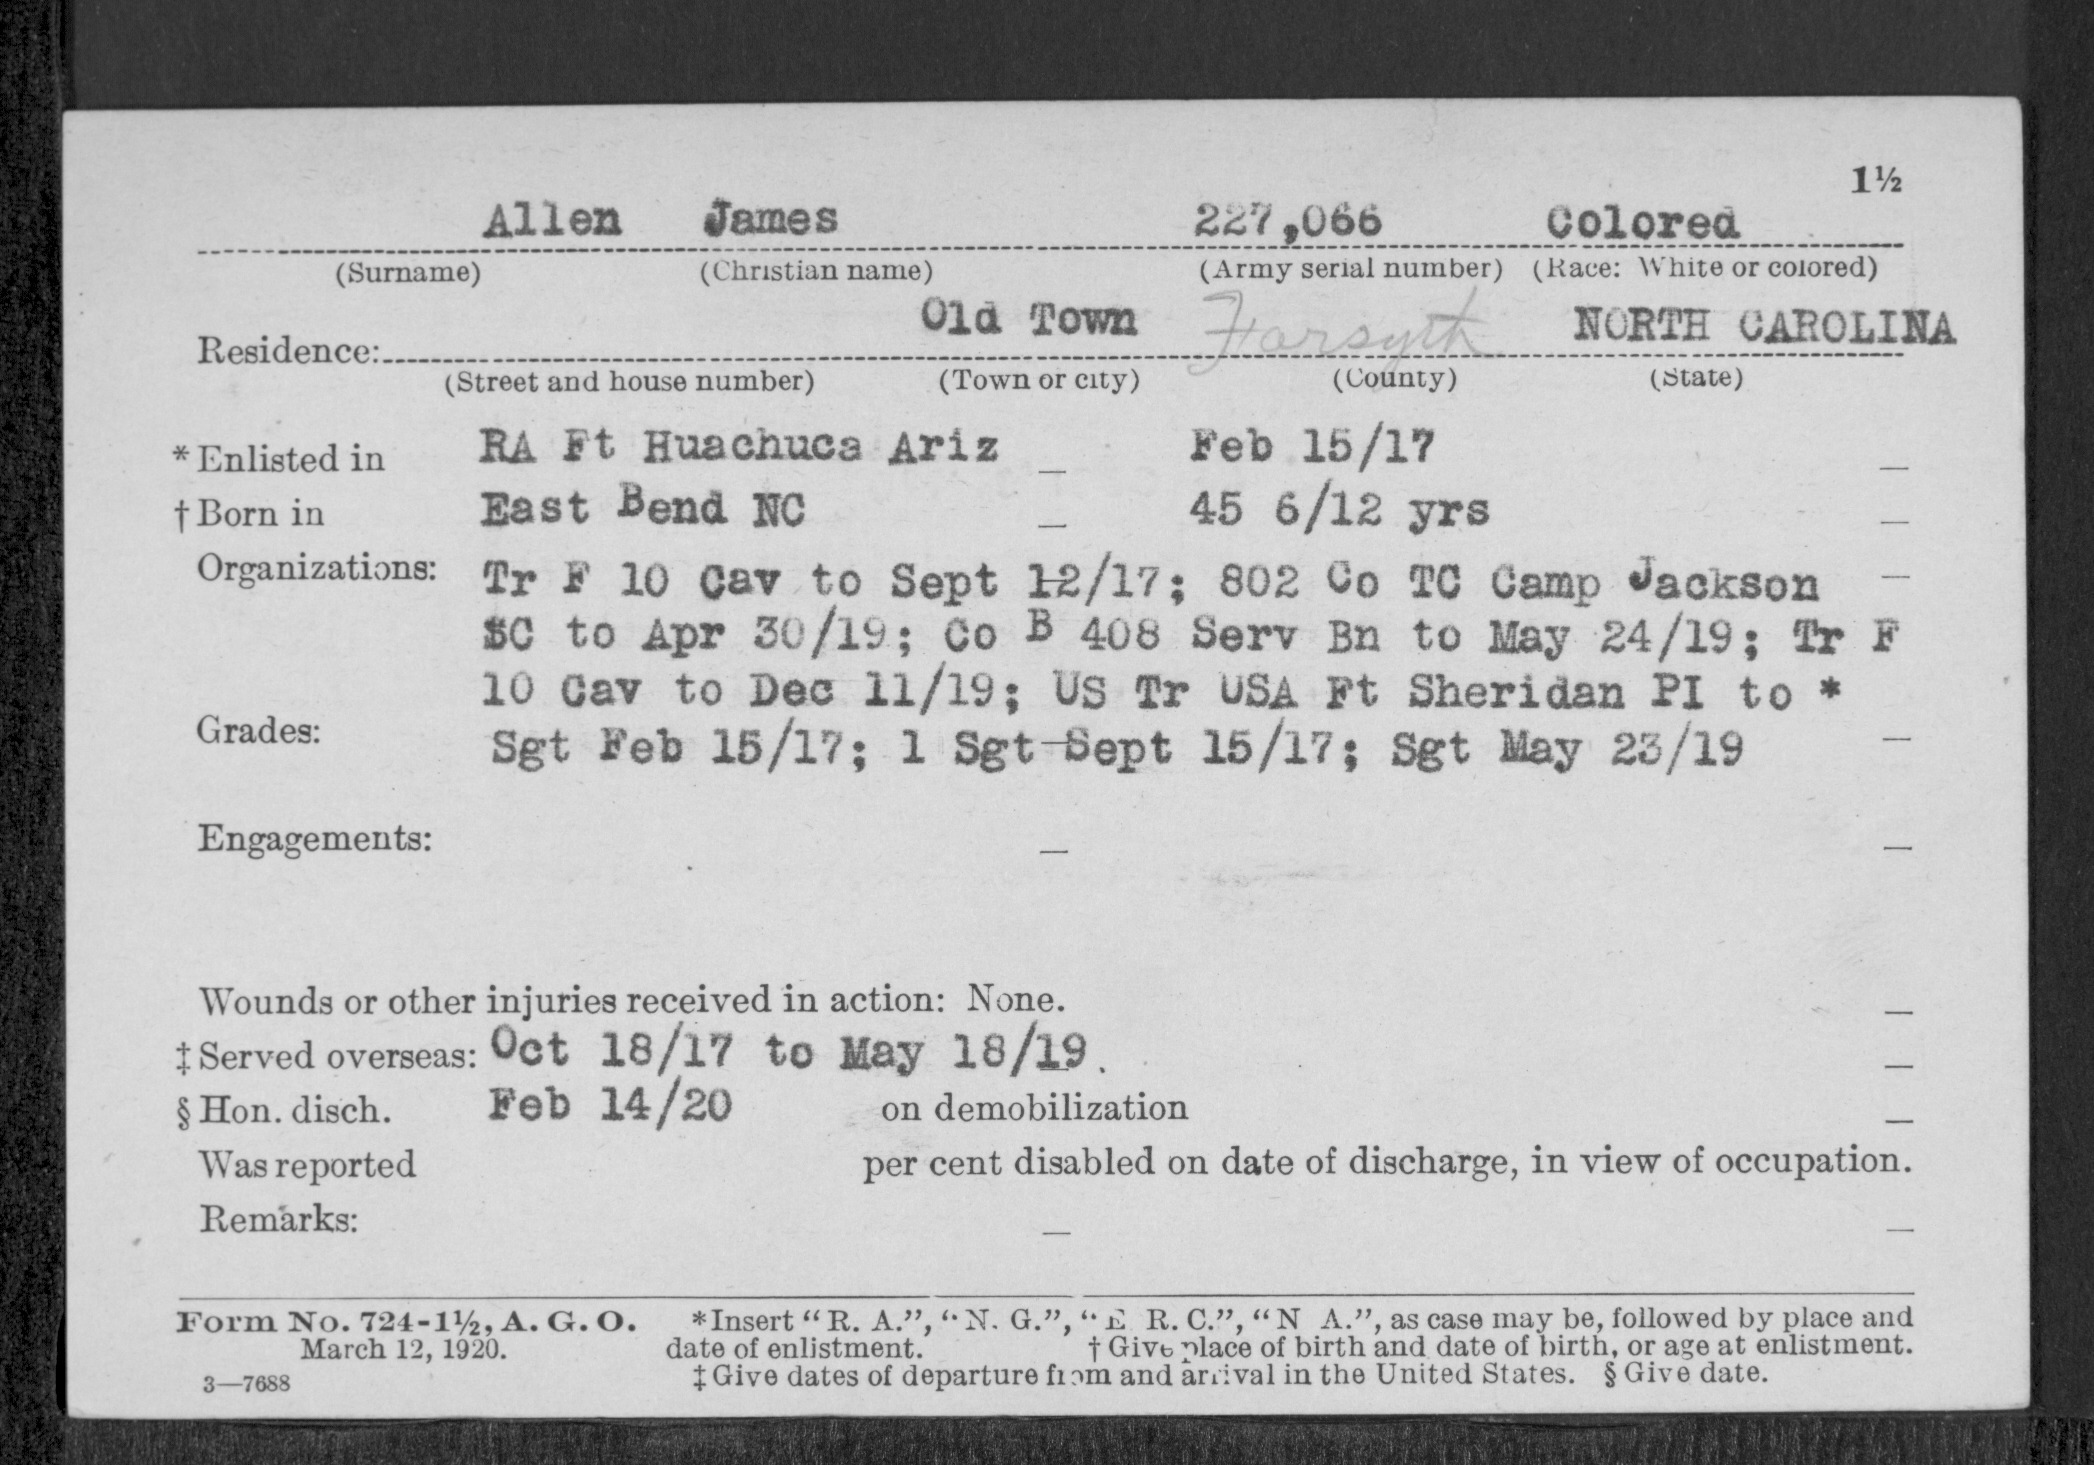 1½
Allen James 227,066 Colored
(Surname) (Christian name) (Army serial number) (Race: White or colored)
Old Town Forsyth NORTH CAROLINA
Residence:
(Street and house number) (Town or city) (County) (State)
*Enlisted in RA Ft Huachuca Ariz — Feb 15/17 —
†Born in East Bend NC — 45 6/12 yrs —
Organizations: Tr F 10 Cav to Sept 12/17; 802 Co TC Camp Jackson —
SC to Apr 30/19; Co B 408 Serv Bn to May 24/19; Tr F
10 Cav to Dec 11/19; US Tr USA Ft Sheridan PI to *
Grades: Sgt Feb 15/17; 1 Sgt Sept 15/17; Sgt May 23/19 —
Engagements: — —
Wounds or other injuries received in action: None. —
‡Served overseas: Oct 18/17 to May 18/19. —
§Hon. disch. Feb 14/20 on demobilization —
Was reported per cent disabled on date of discharge, in view of occupation.
Remarks: — —
Form No. 724-1½, A. G. O. *Insert "R. A.", "N. G.", "E. R. C.", "N A.", as case may be, followed by place and
March 12, 1920. date of enlistment. †Give place of birth and date of birth, or age at enlistment.
3—7688 ‡Give dates of departure from and arrival in the United States. §Give date.